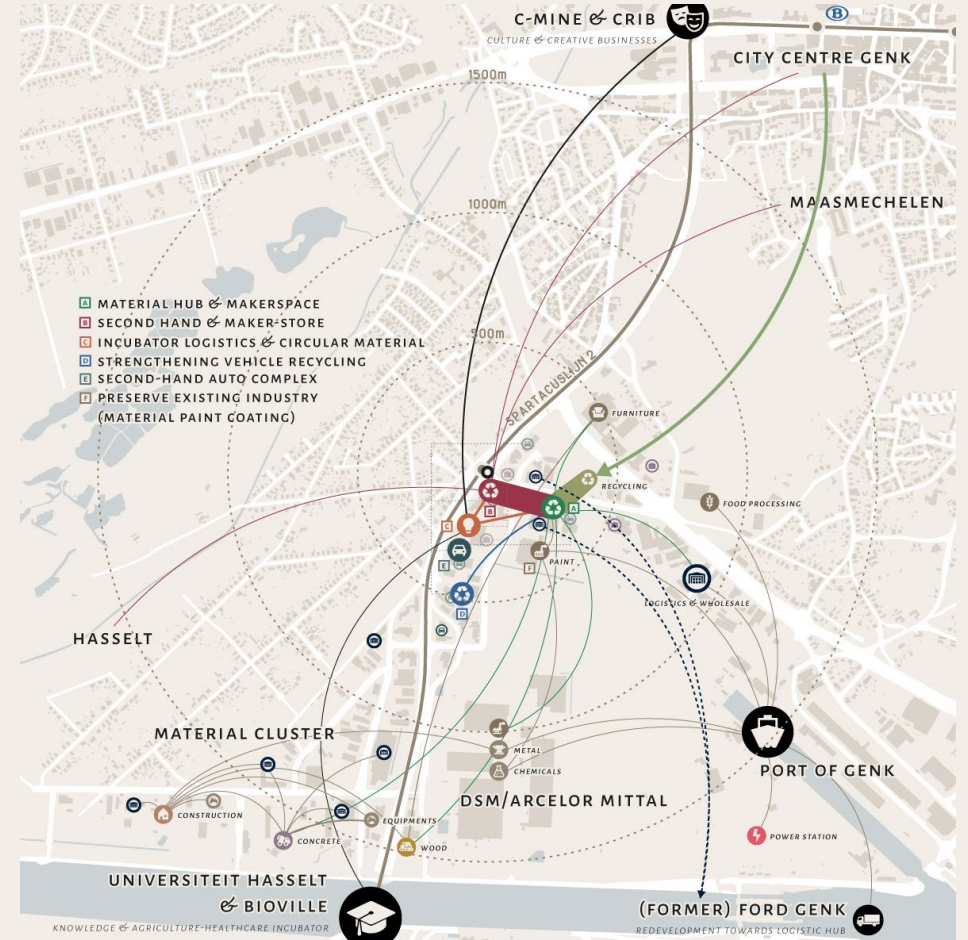 C-MINE & CRIB
CULTURE & CREATIVE BUSINESSES
B
CITY CENTRE GENK
1500m
1000m
MAASMECHELEN
500m
SPARTACUSLIJN 2
A MATERIAL HUB & MAKERSPACE
B SECOND HAND & MAKER-STORE
C INCUBATOR LOGISTICS & CIRCULAR MATERIAL
D STRENGTHENING VEHICLE RECYCLING
E SECOND-HAND AUTO COMPLEX
F PRESERVE EXISTING INDUSTRY
(MATERIAL PAINT COATING)
FURNITURE
RECYCLING
FOOD PROCESSING
B
A
C
E
F
PAINT
D
LOGISTICS & WHOLESALE
HASSELT
MATERIAL CLUSTER
METAL
CHEMICALS
PORT OF GENK
DSM/ARCELOR MITTAL
CONSTRUCTION
EQUIPMENTS
CONCRETE
WOOD
POWER STATION
UNIVERSITEIT HASSELT
& BIOVILLE
KNOWLEDGE & AGRICULTURE-HEALTHCARE INCUBATOR
(FORMER) FORD GENK
REDEVELOPMENT TOWARDS LOGISTIC HUB